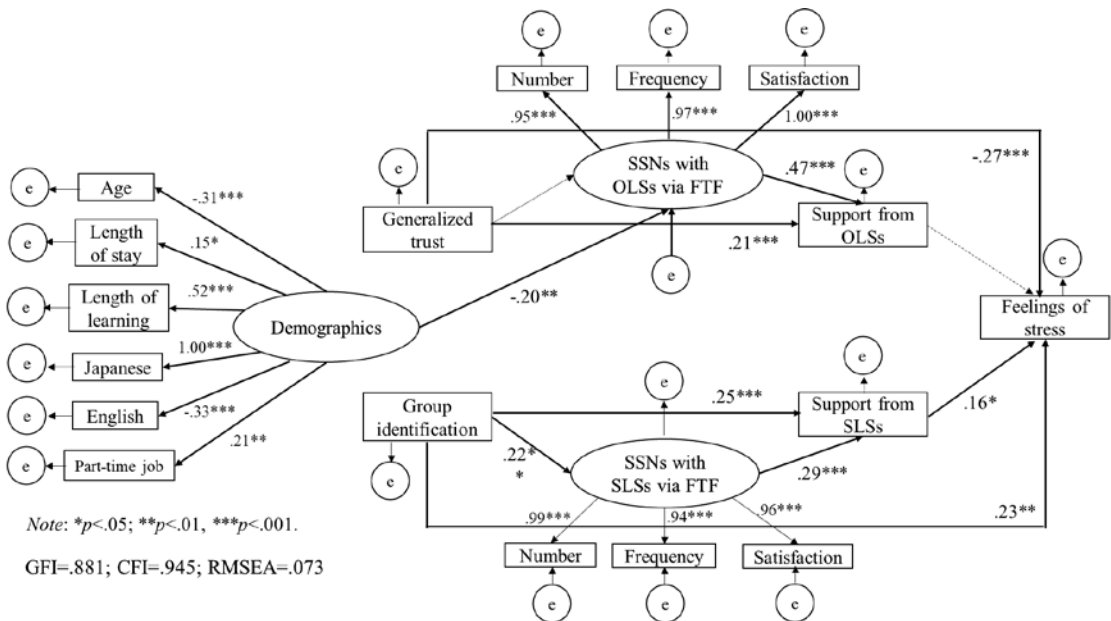 e e e
Number Frequency Satisfaction
.95*** .97*** 1.00***
e
SSNs with
OLSs via FTF
-.27***
.47***
e
e
Age
-.31***
Generalized
trust
Support from
OLSs
.21***
e
Length
of stay
.15*
e
e
-.20**
e
Length of
learning
.52***
Demographics
Feelings of
stress
e
Japanese
1.00***
e
e
Group
identification
.25***
Support from
SLSs
.16*
e
English
-.33***
.22*
*
SSNs with
SLSs via FTF
.29***
e
Part-time job
.21**
e
.99*** .94*** .96***
.23**
Number Frequency Satisfaction
e e e
Note: *p<.05; **p<.01, ***p<.001.
GFI=.881; CFI=.945; RMSEA=.073